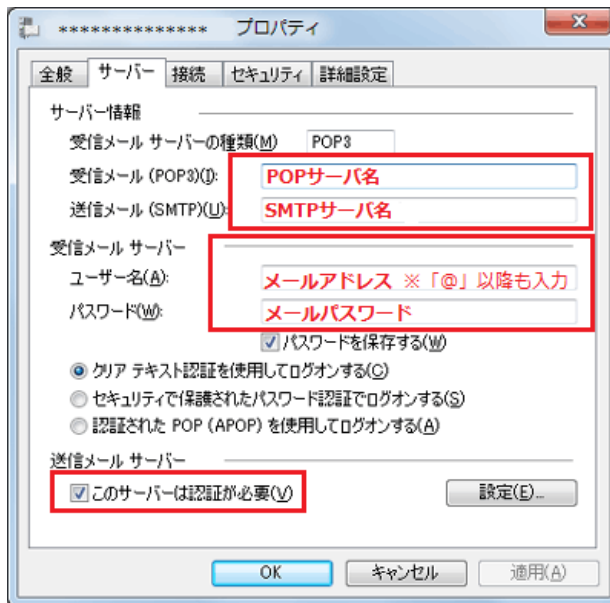 ************** プロパティ
全般 サーバー 接続 セキュリティ 詳細設定
サーバー情報
受信メール サーバーの種類(M) POP3
受信メール (POP3)(I): POPサーバ名
送信メール (SMTP)(U): SMTPサーバ名
受信メール サーバー
ユーザー名(A): メールアドレス ※「@」以降も入力
パスワード(W): メールパスワード
パスワードを保存する(W)
クリア テキスト認証を使用してログオンする(C)
セキュリティで保護されたパスワード認証でログオンする(S)
認証された POP (APOP) を使用してログオンする(A)
送信メール サーバー
このサーバーは認証が必要(V) 設定(E)...
OK キャンセル 適用(A)